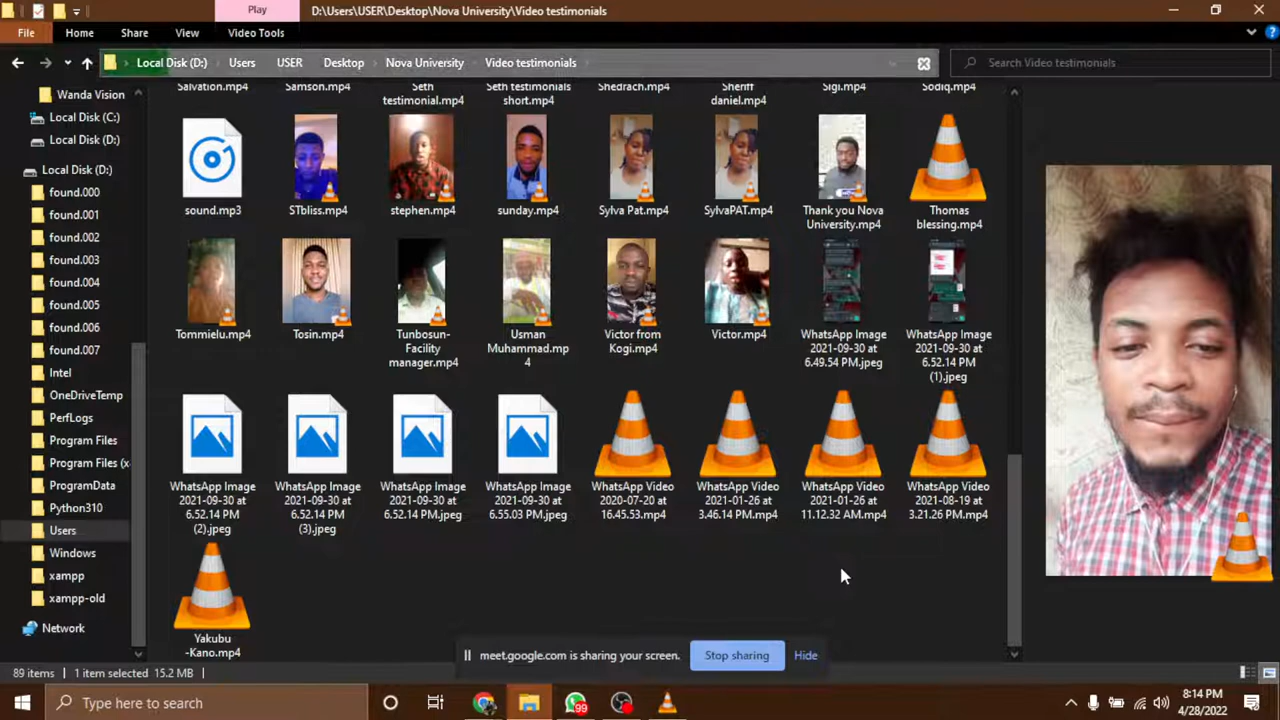 Play
D:\Users\USER\Desktop\Nova University\Video testimonials
File
Home
Share
View
Video Tools
Local Disk (D:)
Users
USER
Desktop
Nova University
Video testimonials
Search Video testimonials
Wanda Vision
Local Disk (C:)
Local Disk (D:)
Local Disk (D:)
found.000
found.001
found.002
found.003
found.004
found.005
found.006
found.007
Intel
OneDriveTemp
PerfLogs
Program Files
Program Files (x
ProgramData
Python310
Users
Windows
xampp
xampp-old
Network
Salvation.mp4
Samson.mp4
Seth
testimonial.mp4
Seth testimonials
short.mp4
Shedrach.mp4
Sheriff
daniel.mp4
Sigi.mp4
Sodiq.mp4
sound.mp3
STbliss.mp4
stephen.mp4
sunday.mp4
Sylva Pat.mp4
SylvaPAT.mp4
Thank you Nova
University.mp4
Thomas
blessing.mp4
Tommielu.mp4
Tosin.mp4
Tunbosun-
Facility
manager.mp4
Usman
Muhammad.mp
4
Victor from
Kogi.mp4
Victor.mp4
WhatsApp Image
2021-09-30 at
6.49.54 PM.jpeg
WhatsApp Image
2021-09-30 at
6.52.14 PM
(1).jpeg
WhatsApp Image
2021-09-30 at
6.52.14 PM
(2).jpeg
WhatsApp Image
2021-09-30 at
6.52.14 PM
(3).jpeg
WhatsApp Image
2021-09-30 at
6.52.14 PM.jpeg
WhatsApp Image
2021-09-30 at
6.55.03 PM.jpeg
WhatsApp Video
2020-07-20 at
16.45.53.mp4
WhatsApp Video
2021-01-26 at
3.46.14 PM.mp4
WhatsApp Video
2021-01-26 at
11.12.32 AM.mp4
WhatsApp Video
2021-08-19 at
3.21.26 PM.mp4
Yakubu
-Kano.mp4
meet.google.com is sharing your screen.
Stop sharing
Hide
89 items
1 item selected 15.2 MB
Type here to search
99
8:14 PM
4/28/2022